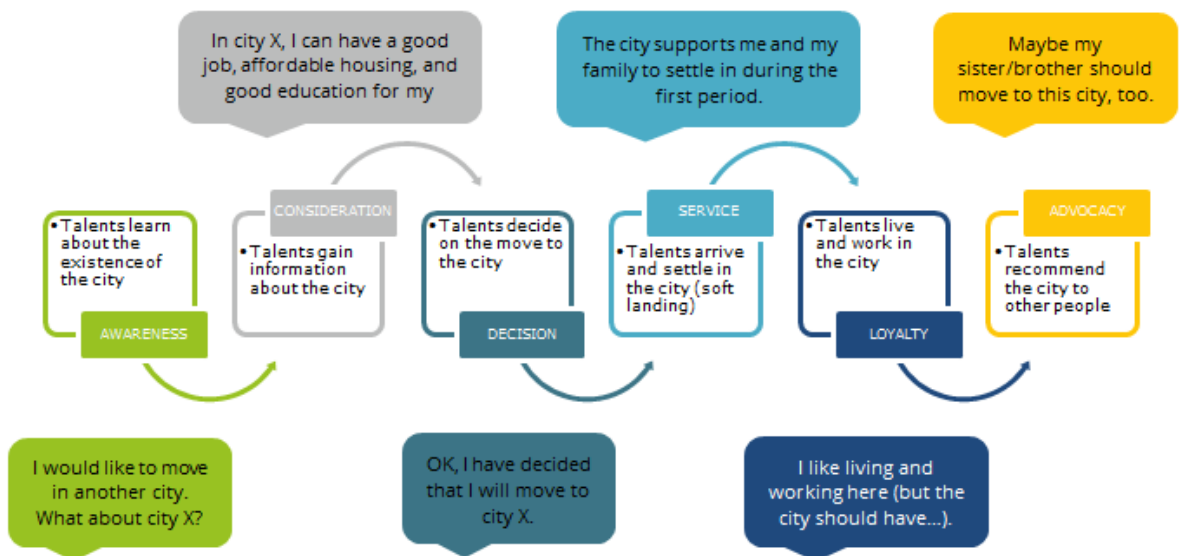 In city X, I can have a good
job, affordable housing, and
good education for my
The city supports me and my
family to settle in during the
first period.
Maybe my
sister/brother should
move to this city, too.
• Talents learn
about the
existence of
the city
AWARENESS
CONSIDERATION
• Talents gain
information
about the city
• Talents decide
on the move to
the city
DECISION
SERVICE
• Talents arrive
and settle in
the city (soft
landing)
• Talents live
and work in
the city
LOYALTY
ADVOCACY
• Talents
recommend
the city to
other people
I would like to move
in another city.
What about city X?
OK, I have decided
that I will move to
city X.
I like living and
working here (but the
city should have...).